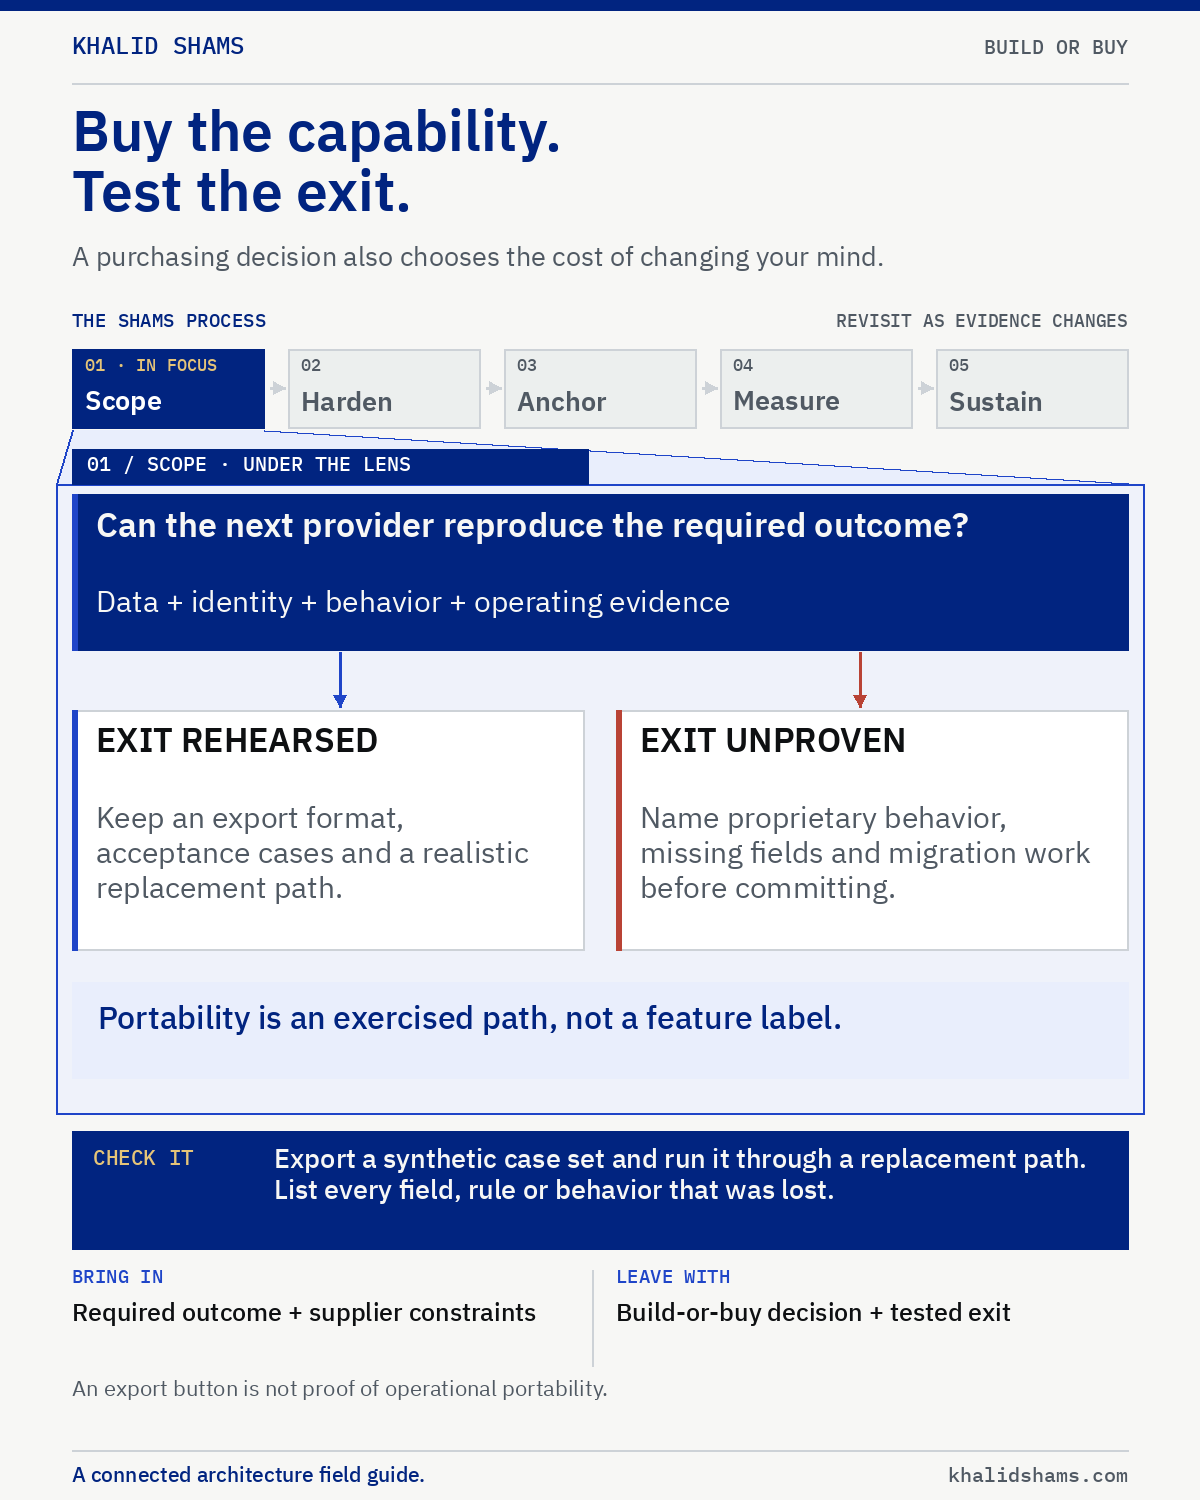 KHALID SHAMS
BUILD OR BUY
Buy the capability.
Test the exit.
A purchasing decision also chooses the cost of changing your mind.
THE SHAMS PROCESS
REVISIT AS EVIDENCE CHANGES
01 · IN FOCUS
Scope
02
Harden
03
Anchor
04
Measure
05
Sustain
01 / SCOPE · UNDER THE LENS
Can the next provider reproduce the required outcome?
Data + identity + behavior + operating evidence
EXIT REHEARSED
Keep an export format,
acceptance cases and a realistic
replacement path.
EXIT UNPROVEN
Name proprietary behavior,
missing fields and migration work
before committing.
Portability is an exercised path, not a feature label.
CHECK IT
Export a synthetic case set and run it through a replacement path.
List every field, rule or behavior that was lost.
BRING IN
Required outcome + supplier constraints
LEAVE WITH
Build-or-buy decision + tested exit
An export button is not proof of operational portability.
A connected architecture field guide.
khalidshams.com